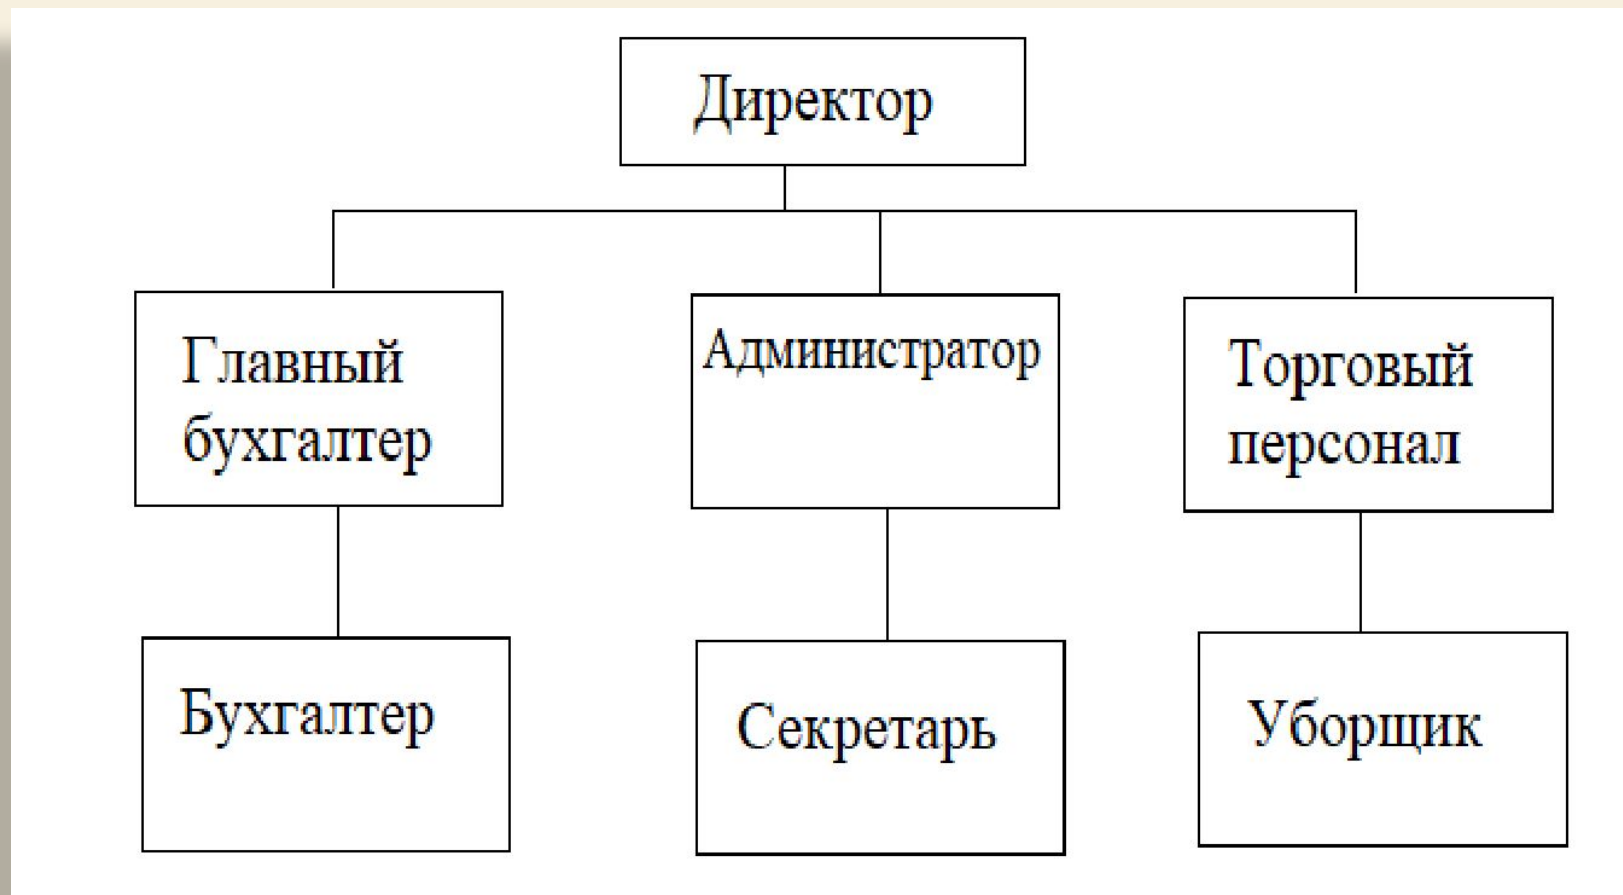 Директор
Главный
бухгалтер
Администратор
Торговый
персонал
Бухгалтер
Секретарь
Уборщик